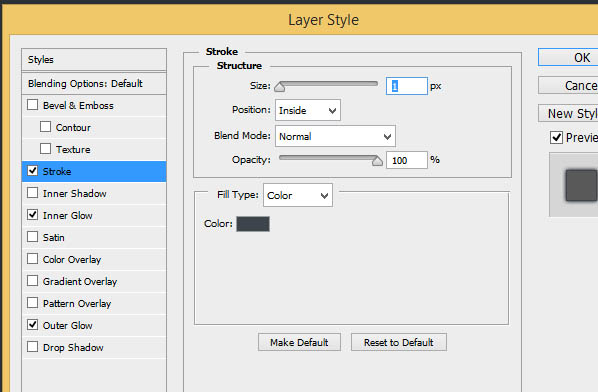 Layer Style
Styles
Blending Options: Default
Bevel & Emboss
Contour
Texture
Stroke
Inner Shadow
Inner Glow
Satin
Color Overlay
Gradient Overlay
Pattern Overlay
Outer Glow
Drop Shadow
Stroke
Structure
Size: 1 px
Position: Inside
Blend Mode: Normal
Opacity: 100 %
Fill Type: Color
Color:
Make Default Reset to Default
OK
Cance
New Styl
Previe